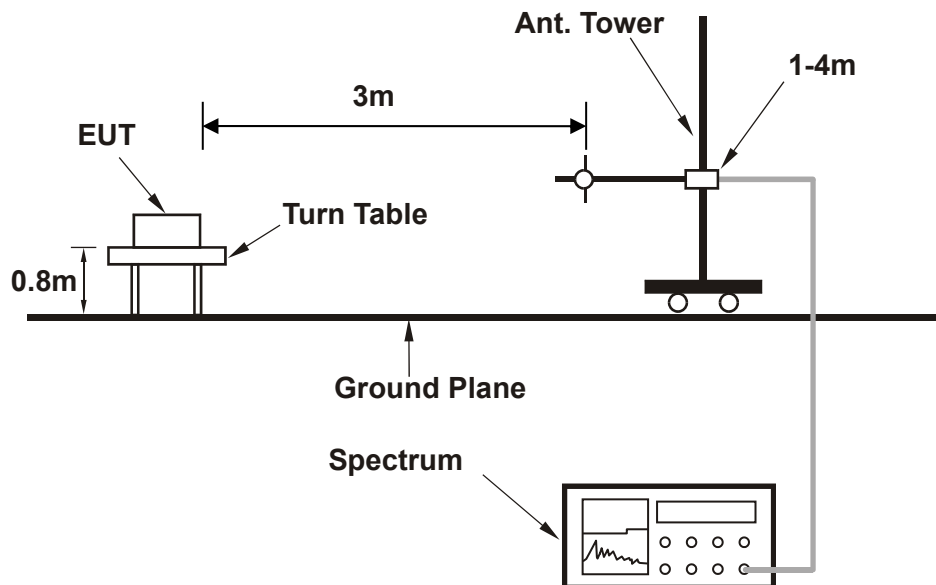 Ant. Tower
1-4m
3m
EUT
Turn Table
0.8m
Ground Plane
Spectrum